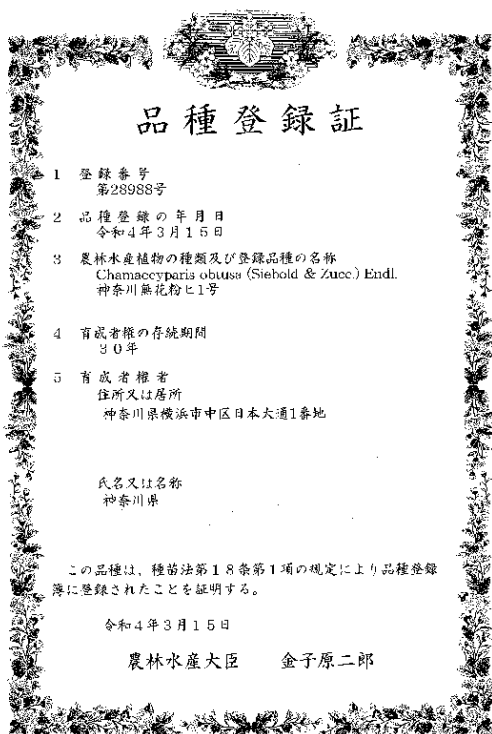 品種登録証
1 登録番号
第28988号
2 品種登録の年月日
令和4年3月15日
3 農林水産植物の種類及び登録品種の名称
Chamaecyparis obtusa (Siebold & Zucc.) Endl.
神奈川無花粉ヒ1号
4 育成者権の存続期間
30年
5 育成者権者
住所又は居所
神奈川県横浜市中区日本大通1番地
氏名又は名称
神奈川県
この品種は、種苗法第18条第1項の規定により品種登録
簿に登録されたことを証明する。
令和4年3月15日
農林水産大臣 金子原二郎